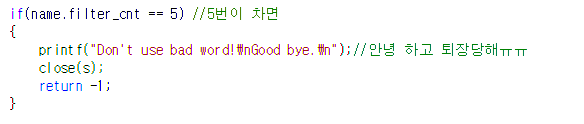 if(name.filter_cnt == 5) //5번이 차면
{
printf("Don't use bad word!₩nGood bye.₩n");//안녕 하고 퇴장당해ㅠㅠ
close(s);
return -1;
}